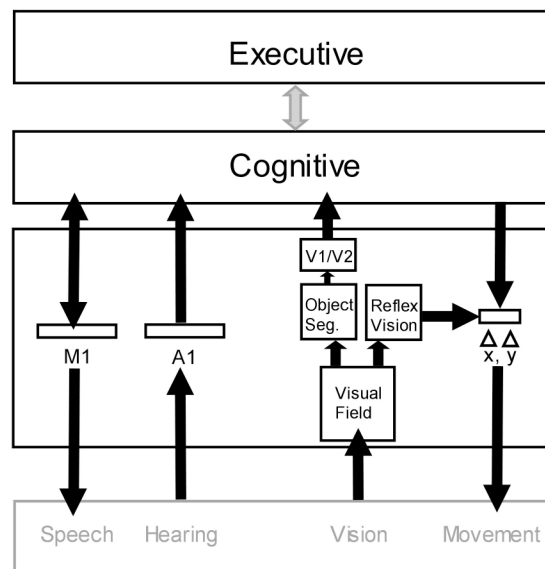 Executive
Cognitive
V1/V2
Object
Seg.
Reflex
Vision
M1
A1
Δ Δ
x, y
Visual
Field
Speech
Hearing
Vision
Movement